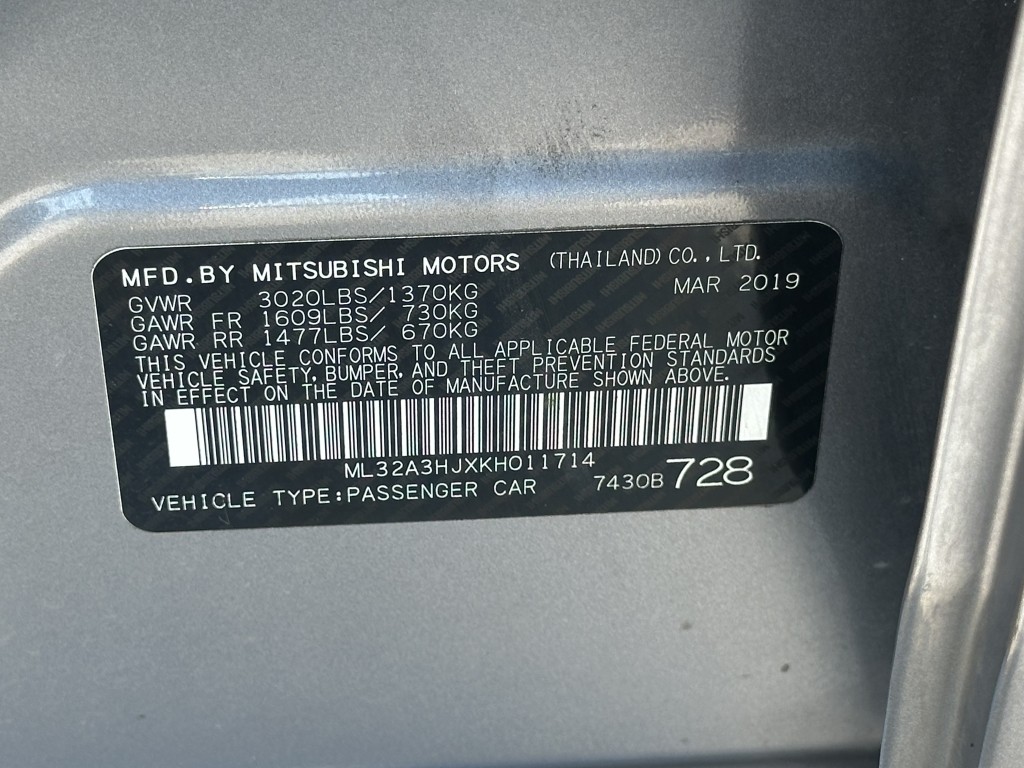 MFD.BY MITSUBISHI MOTORS (THAILAND) CO.,LTD.
GVWR 3020LBS/1370KG MAR 2019
GAWR FR 1609LBS/ 730KG
GAWR RR 1477LBS/ 670KG
THIS VEHICLE CONFORMS TO ALL APPLICABLE FEDERAL MOTOR
VEHICLE SAFETY, BUMPER, AND THEFT PREVENTION STANDARDS
IN EFFECT ON THE DATE OF MANUFACTURE SHOWN ABOVE.
ML32A3HJXKH011714
VEHICLE TYPE:PASSENGER CAR 7430B 728